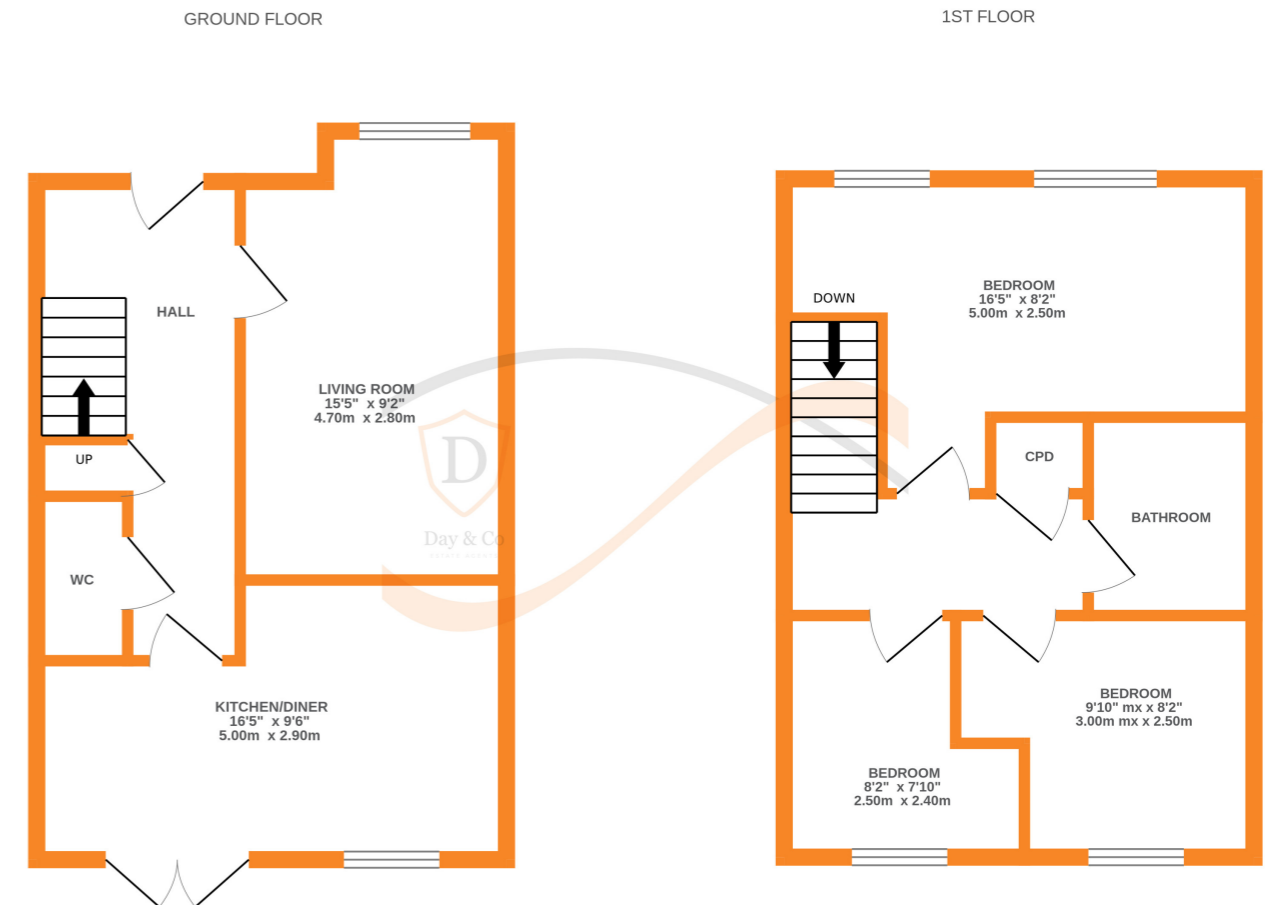 GROUND FLOOR
HALL
LIVING ROOM
15'5" x 9'2"
4.70m x 2.80m
UP
D
Day & Co
WC
KITCHEN/DINER
16'5" x 9'6"
5.00m x 2.90m
1ST FLOOR
BEDROOM
16'5" x 8'2"
5.00m x 2.50m
DOWN
CPD
BATHROOM
BEDROOM
9'10" mx x 8'2"
3.00m mx x 2.50m
BEDROOM
8'2" x 7'10"
2.50m x 2.40m